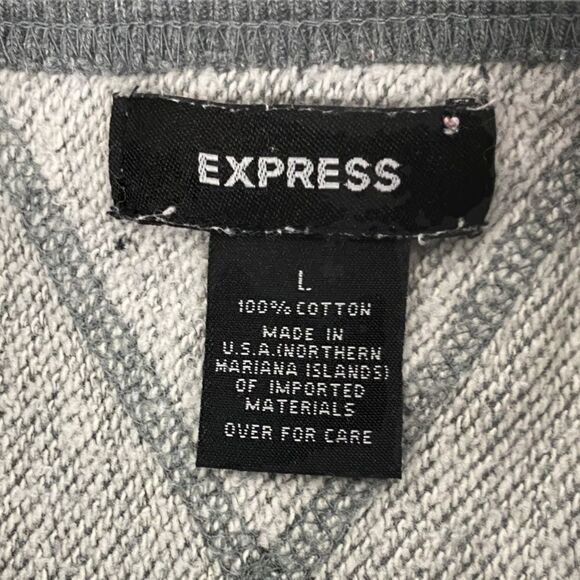 EXPRESS
L
100% COTTON
MADE IN
U.S.A.(NORTHERN
MARIANA ISLANDS)
OF IMPORTED
MATERIALS
OVER FOR CARE